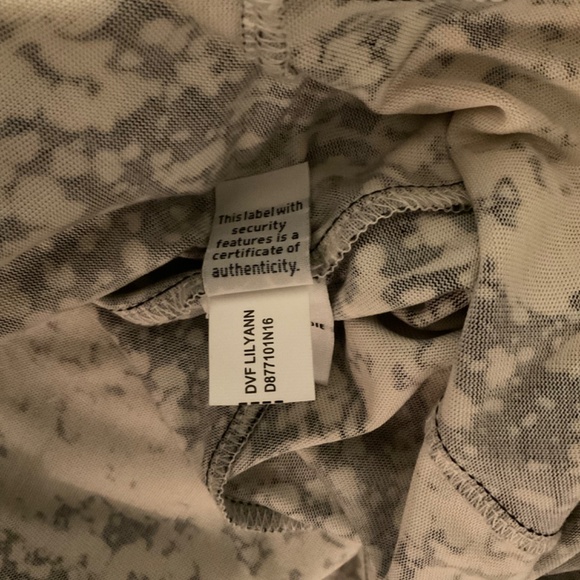 This label with
security
features is a
certificate of
authenticity.
DVF LILYANN
D877101N16